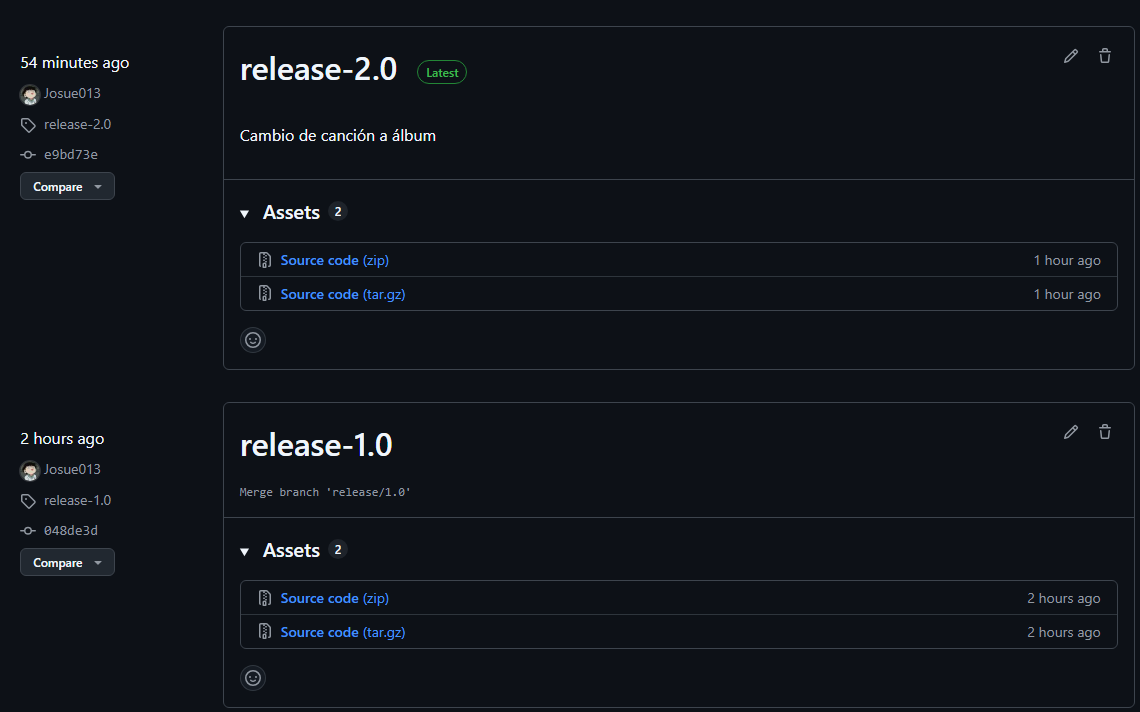 54 minutes ago
Josue013
release-2.0
e9bd73e
Compare
release-2.0 Latest
Cambio de canción a álbum
Assets 2
Source code (zip) 1 hour ago
Source code (tar.gz) 1 hour ago
2 hours ago
Josue013
release-1.0
048de3d
Compare
release-1.0
Merge branch 'release/1.0'
Assets 2
Source code (zip) 2 hours ago
Source code (tar.gz) 2 hours ago